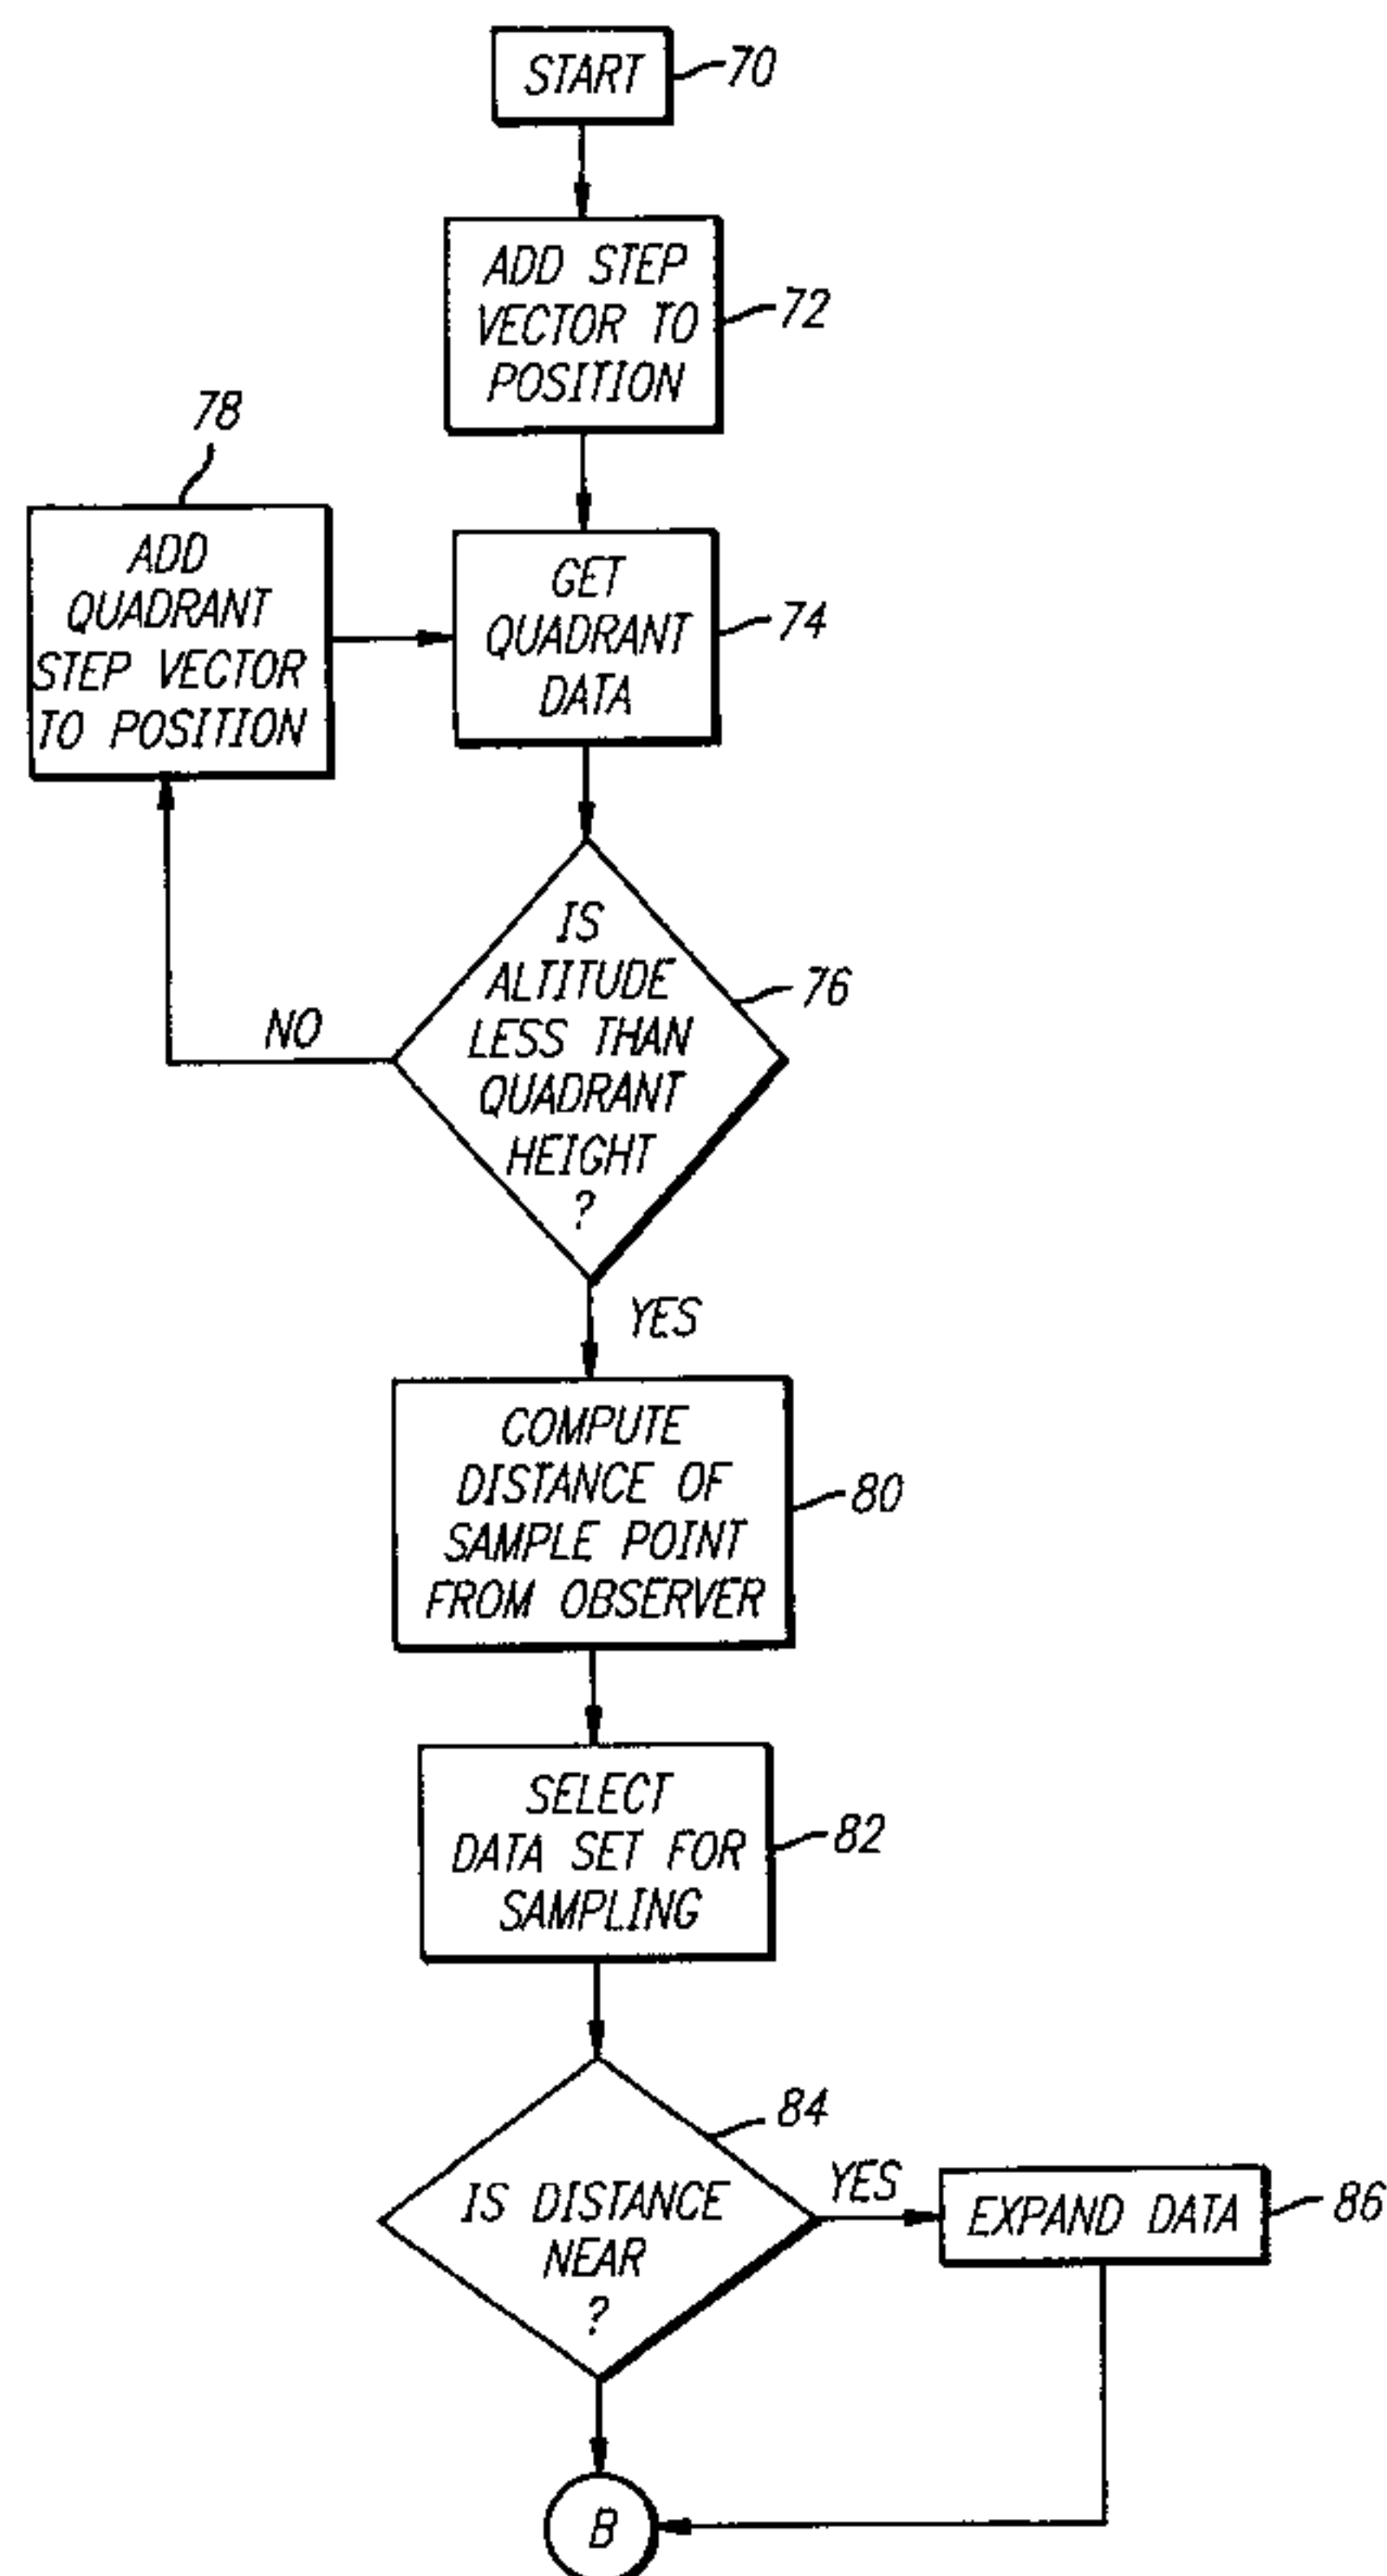 START
70
ADD STEP
VECTOR TO
POSITION
72
78
ADD
QUADRANT
STEP VECTOR
TO POSITION
GET
QUADRANT
DATA
74
IS
ALTITUDE
LESS THAN
QUADRANT
HEIGHT
?
76
NO
YES
COMPUTE
DISTANCE OF
SAMPLE POINT
FROM OBSERVER
80
SELECT
DATA SET FOR
SAMPLING
82
84
IS DISTANCE
NEAR
?
YES
EXPAND DATA
86
B